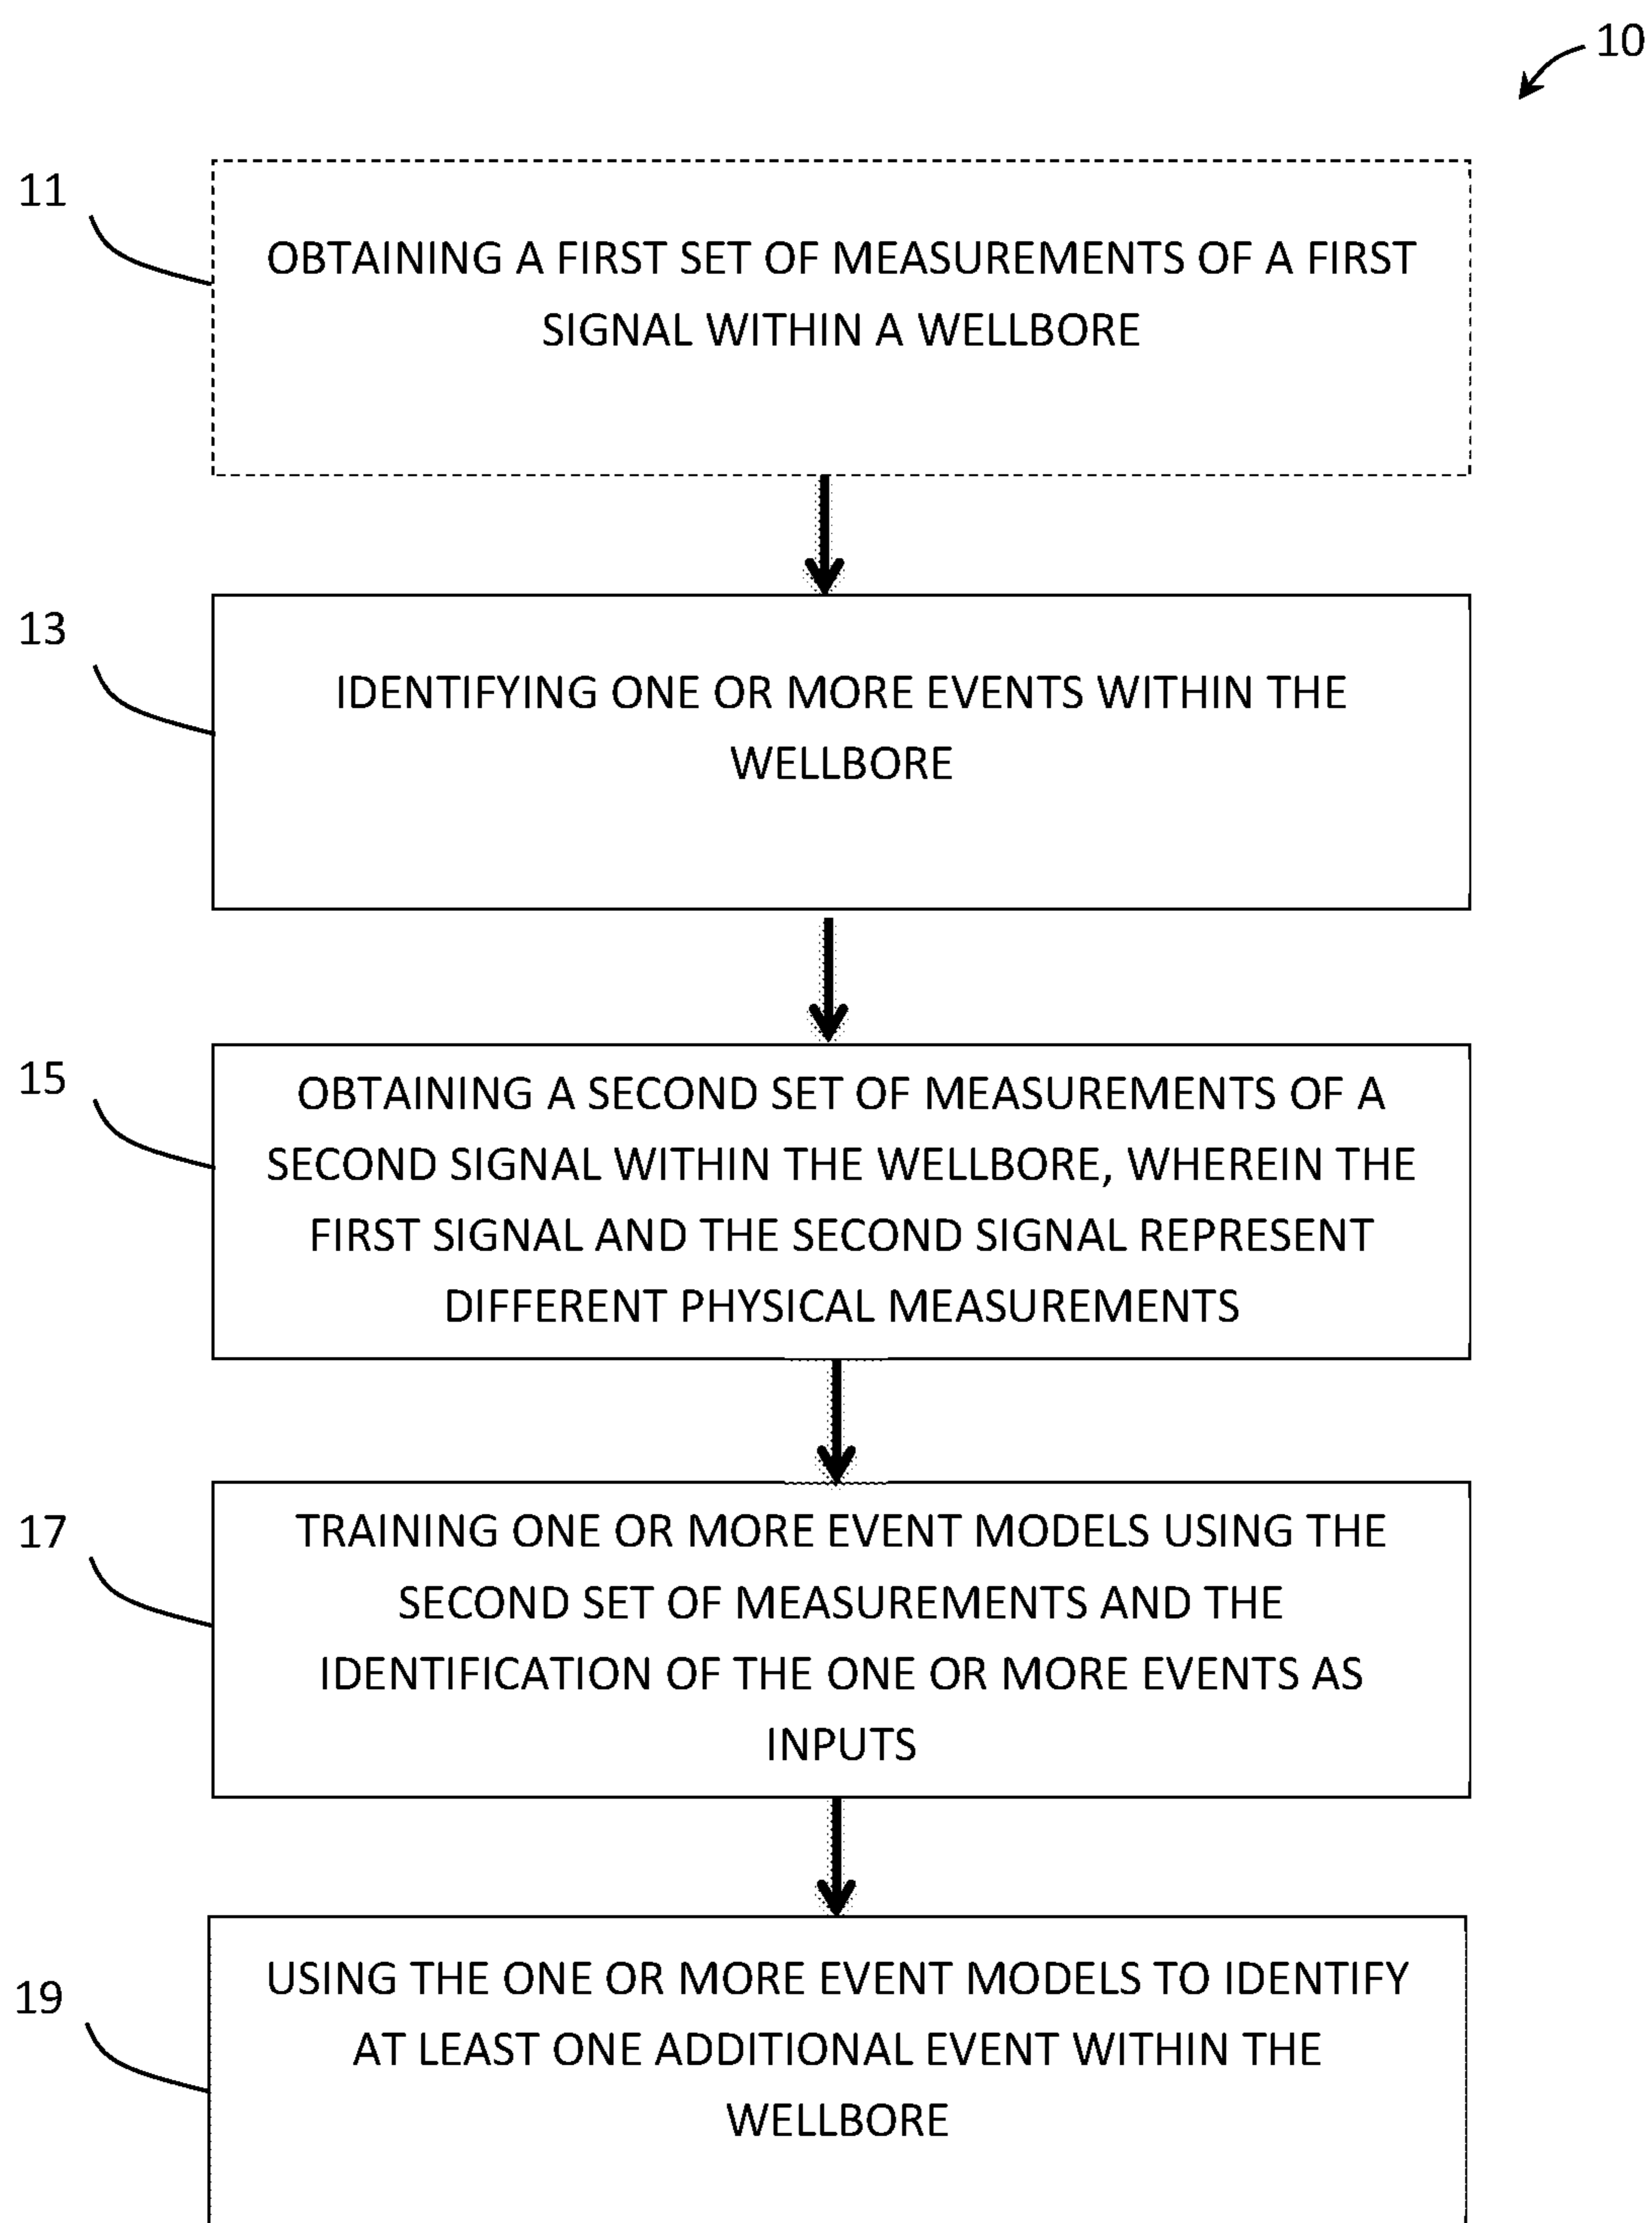 10
11
OBTAINING A FIRST SET OF MEASUREMENTS OF A FIRST
SIGNAL WITHIN A WELLBORE
13
IDENTIFYING ONE OR MORE EVENTS WITHIN THE
WELLBORE
15
OBTAINING A SECOND SET OF MEASUREMENTS OF A
SECOND SIGNAL WITHIN THE WELLBORE, WHEREIN THE
FIRST SIGNAL AND THE SECOND SIGNAL REPRESENT
DIFFERENT PHYSICAL MEASUREMENTS
17
TRAINING ONE OR MORE EVENT MODELS USING THE
SECOND SET OF MEASUREMENTS AND THE
IDENTIFICATION OF THE ONE OR MORE EVENTS AS
INPUTS
19
USING THE ONE OR MORE EVENT MODELS TO IDENTIFY
AT LEAST ONE ADDITIONAL EVENT WITHIN THE
WELLBORE